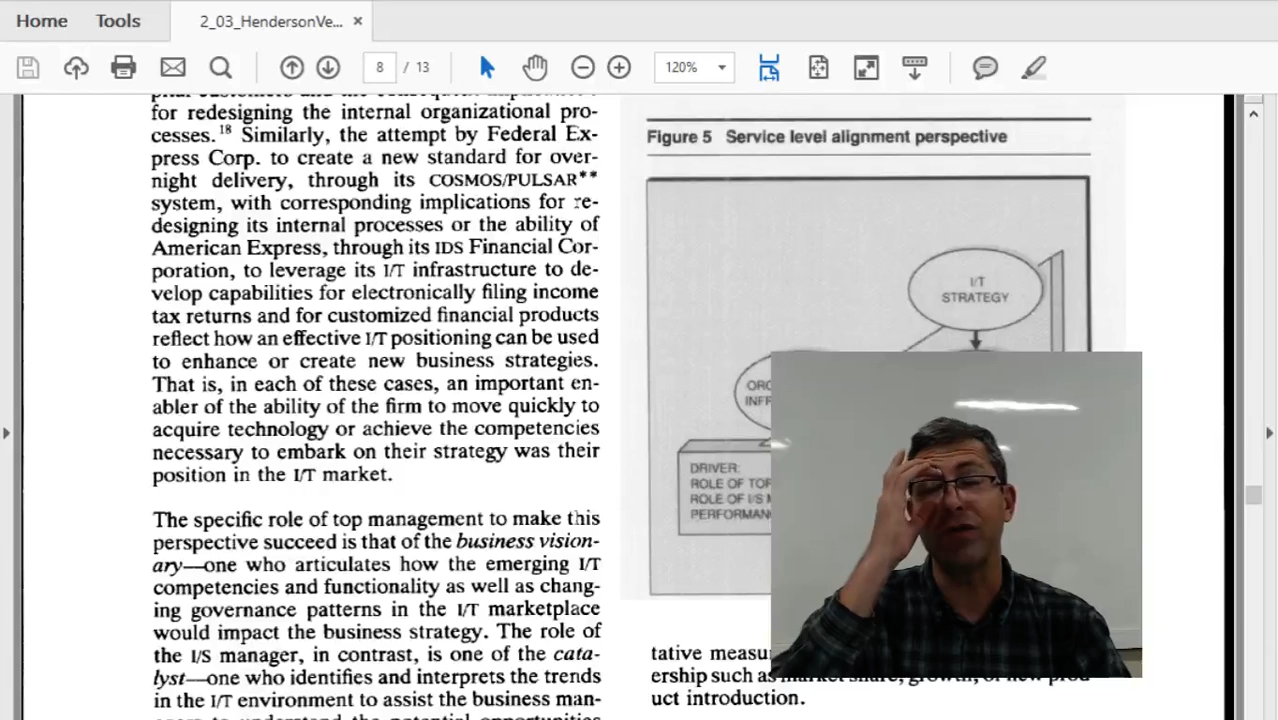 Home
Tools
2_03_HendersonVe...
×
8
/ 13
120%
for redesigning the internal organizational pro-
cesses.18 Similarly, the attempt by Federal Ex-
press Corp. to create a new standard for over-
night delivery, through its COSMOS/PULSAR**
system, with corresponding implications for re-
designing its internal processes or the ability of
American Express, through its IDS Financial Cor-
poration, to leverage its I/T infrastructure to de-
velop capabilities for electronically filing income
tax returns and for customized financial products
reflect how an effective I/T positioning can be used
to enhance or create new business strategies.
That is, in each of these cases, an important en-
abler of the ability of the firm to move quickly to
acquire technology or achieve the competencies
necessary to embark on their strategy was their
position in the I/T market.
The specific role of top management to make this
perspective succeed is that of the business vision-
ary—one who articulates how the emerging I/T
competencies and functionality as well as chang-
ing governance patterns in the I/T marketplace
would impact the business strategy. The role of
the I/S manager, in contrast, is one of the cata-
lyst—one who identifies and interprets the trends
in the I/T environment to assist the business man-
Figure 5 Service level alignment perspective
I/T
STRATEGY
DRIVER:
ROLE OF
ROLE OF I/S
tative
ership such as market share, growth, or new prod-
uct introduction.